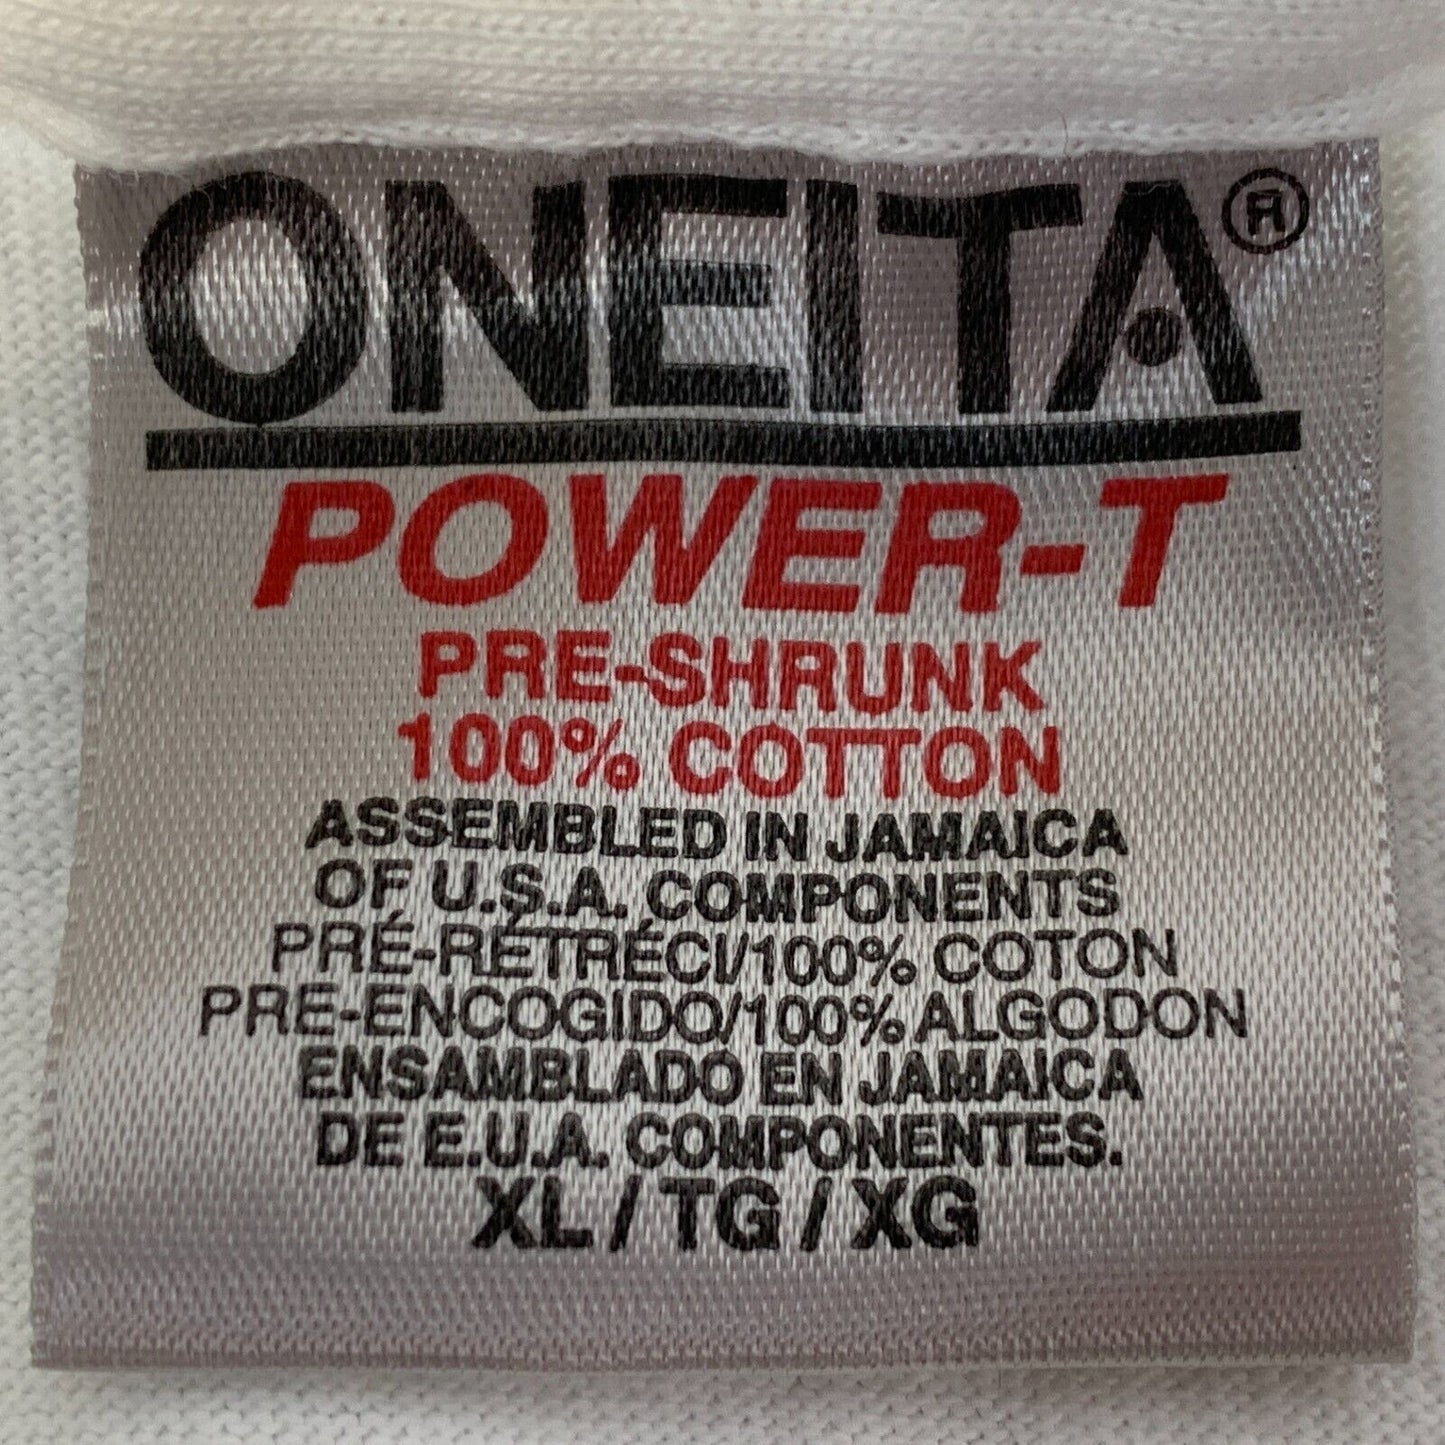 ONEITA®
POWER-T
PRE-SHRUNK
100% COTTON
ASSEMBLED IN JAMAICA
OF U.S.A. COMPONENTS
PRÉ-RÉTRÉCI/100% COTON
PRE-ENCOGIDO/100% ALGODON
ENSAMBLADO EN JAMAICA
DE E.U.A. COMPONENTES.
XL / TG / XG